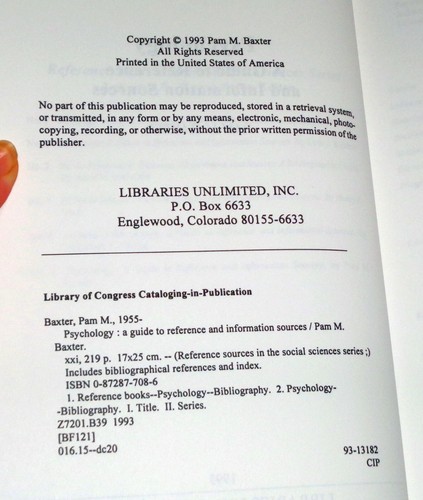 Copyright © 1993 Pam M. Baxter
All Rights Reserved
Printed in the United States of America
No part of this publication may be reproduced, stored in a retrieval system,
or transmitted, in any form or by any means, electronic, mechanical, photo-
copying, recording, or otherwise, without the prior written permission of the
publisher.
LIBRARIES UNLIMITED, INC.
P.O. Box 6633
Englewood, Colorado 80155-6633
Library of Congress Cataloging-in-Publication
Baxter, Pam M., 1955-
Psychology : a guide to reference and information sources / Pam M.
Baxter.
xxi, 219 p. 17x25 cm. -- (Reference sources in the social sciences series ;)
Includes bibliographical references and index.
ISBN 0-87287-708-6
1. Reference books--Psychology--Bibliography. 2. Psychology-
-Bibliography. I. Title. II. Series.
Z7201.B39 1993
[BF121]
016.15--dc20
93-13182
CIP